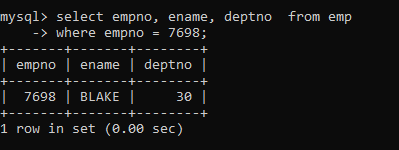 mysql> select empno, ename, deptno  from emp
    -> where empno = 7698;
+-------+-------+--------+
| empno | ename | deptno |
+-------+-------+--------+
|  7698 | BLAKE |     30 |
+-------+-------+--------+
1 row in set (0.00 sec)